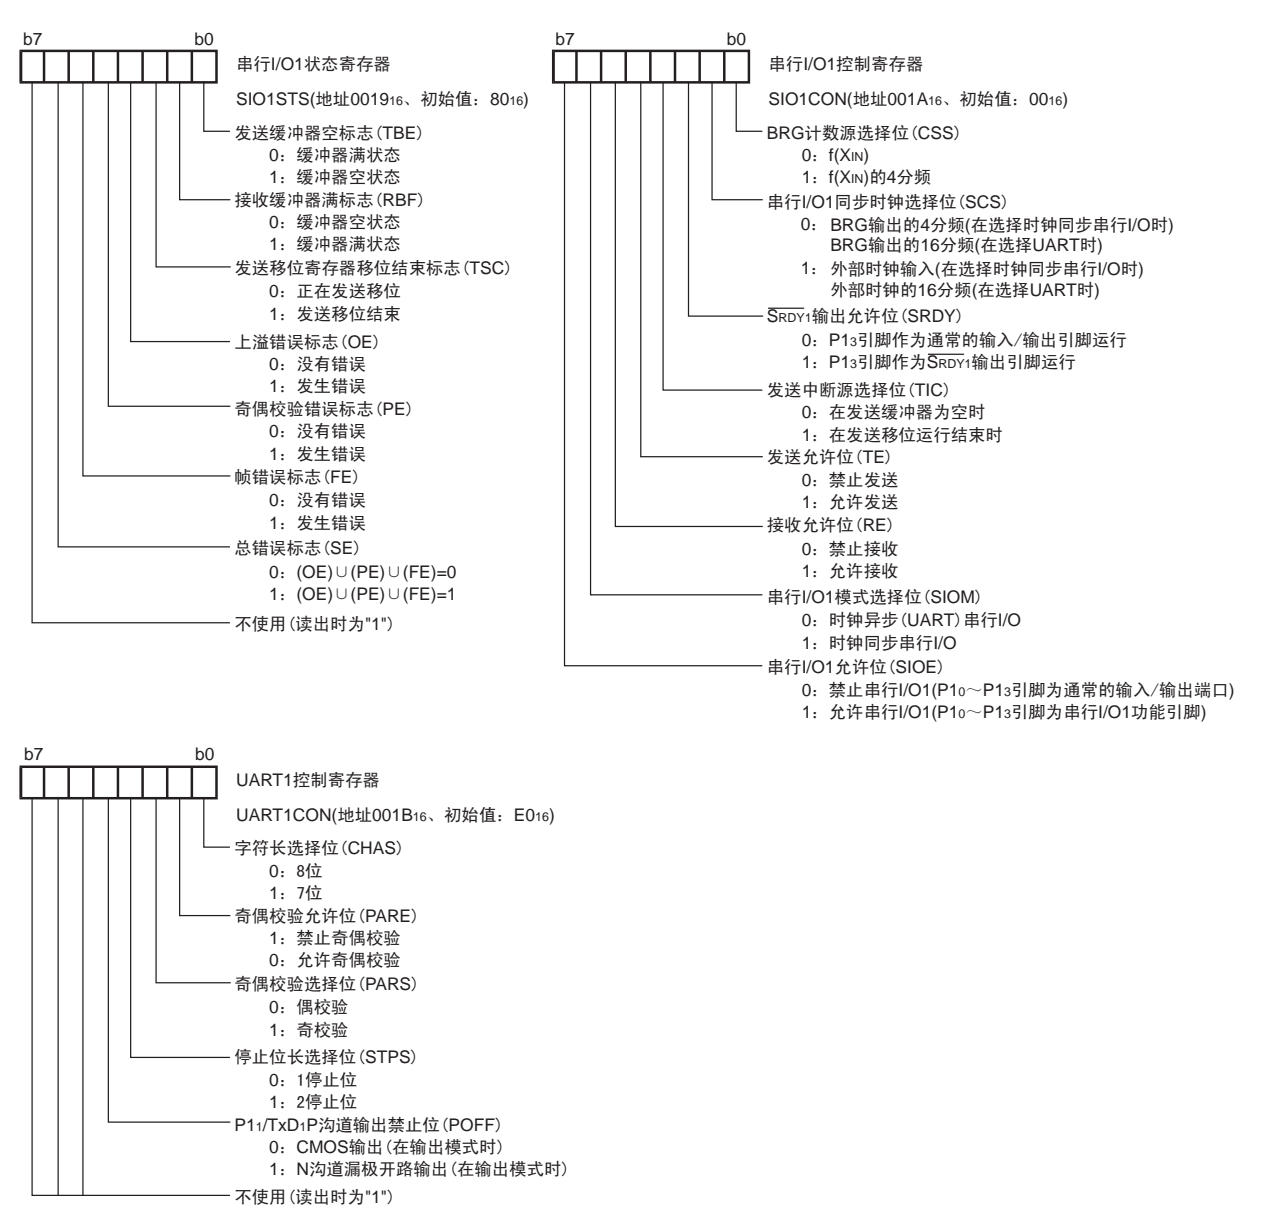 b7 b0
串行I/O1状态寄存器
SIO1STS(地址001916、初始值：8016)
发送缓冲器空标志(TBE)
0：缓冲器满状态
1：缓冲器空状态
接收缓冲器满标志(RBF)
0：缓冲器空状态
1：缓冲器满状态
发送移位寄存器移位结束标志(TSC)
0：正在发送移位
1：发送移位结束
上溢错误标志(OE)
0：没有错误
1：发生错误
奇偶校验错误标志(PE)
0：没有错误
1：发生错误
帧错误标志(FE)
0：没有错误
1：发生错误
总错误标志(SE)
0：(OE)∪(PE)∪(FE)=0
1：(OE)∪(PE)∪(FE)=1
不使用(读出时为"1")
b7 b0
串行I/O1控制寄存器
SIO1CON(地址001A16、初始值：0016)
BRG计数源选择位(CSS)
0：f(XIN)
1：f(XIN)的4分频
串行I/O1同步时钟选择位(SCS)
0：BRG输出的4分频(在选择时钟同步串行I/O时)
BRG输出的16分频(在选择UART时)
1：外部时钟输入(在选择时钟同步串行I/O时)
外部时钟的16分频(在选择UART时)
SRDY1输出允许位(SRDY)
0：P13引脚作为通常的输入/输出引脚运行
1：P13引脚作为SRDY1输出引脚运行
发送中断源选择位(TIC)
0：在发送缓冲器为空时
1：在发送移位运行结束时
发送允许位(TE)
0：禁止发送
1：允许发送
接收允许位(RE)
0：禁止接收
1：允许接收
串行I/O1模式选择位(SIOM)
0：时钟异步(UART)串行I/O
1：时钟同步串行I/O
串行I/O1允许位(SIOE)
0：禁止串行I/O1(P10～P13引脚为通常的输入/输出端口)
1：允许串行I/O1(P10～P13引脚为串行I/O1功能引脚)
b7 b0
UART1控制寄存器
UART1CON(地址001B16、初始值：E016)
字符长选择位(CHAS)
0：8位
1：7位
奇偶校验允许位(PARE)
1：禁止奇偶校验
0：允许奇偶校验
奇偶校验选择位(PARS)
0：偶校验
1：奇校验
停止位长选择位(STPS)
0：1停止位
1：2停止位
P11/TxD1P沟道输出禁止位(POFF)
0：CMOS输出(在输出模式时)
1：N沟道漏极开路输出(在输出模式时)
不使用(读出时为"1")